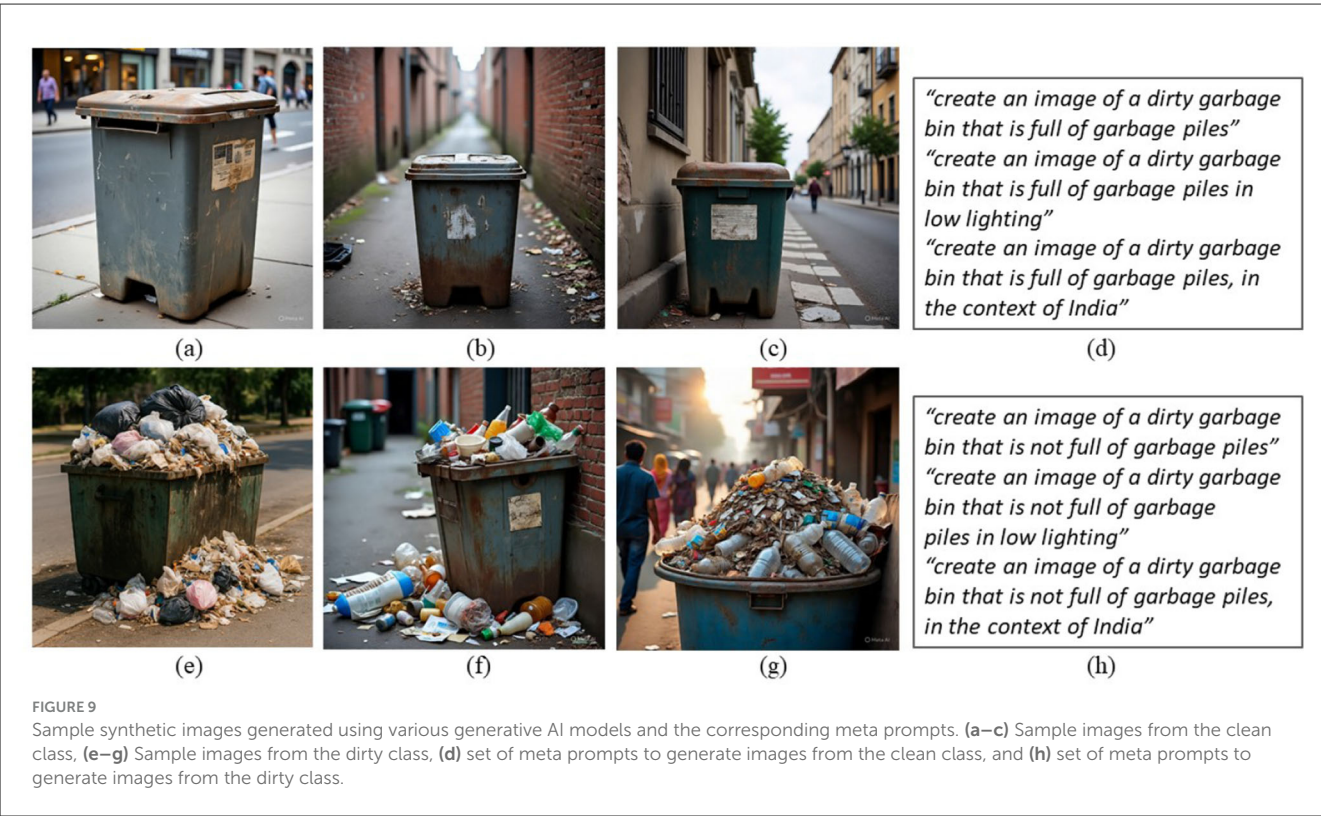 “create an image of a dirty garbage
bin that is full of garbage piles”
“create an image of a dirty garbage
bin that is full of garbage piles in
low lighting”
“create an image of a dirty garbage
bin that is full of garbage piles, in
the context of India”
(a)
(b)
(c)
(d)
“create an image of a dirty garbage
bin that is not full of garbage piles”
“create an image of a dirty garbage
bin that is not full of garbage
piles in low lighting”
“create an image of a dirty garbage
bin that is not full of garbage piles,
in the context of India”
(e)
(f)
(g)
(h)
FIGURE 9
Sample synthetic images generated using various generative AI models and the corresponding meta prompts. (a–c) Sample images from the clean
class, (e–g) Sample images from the dirty class, (d) set of meta prompts to generate images from the clean class, and (h) set of meta prompts to
generate images from the dirty class.